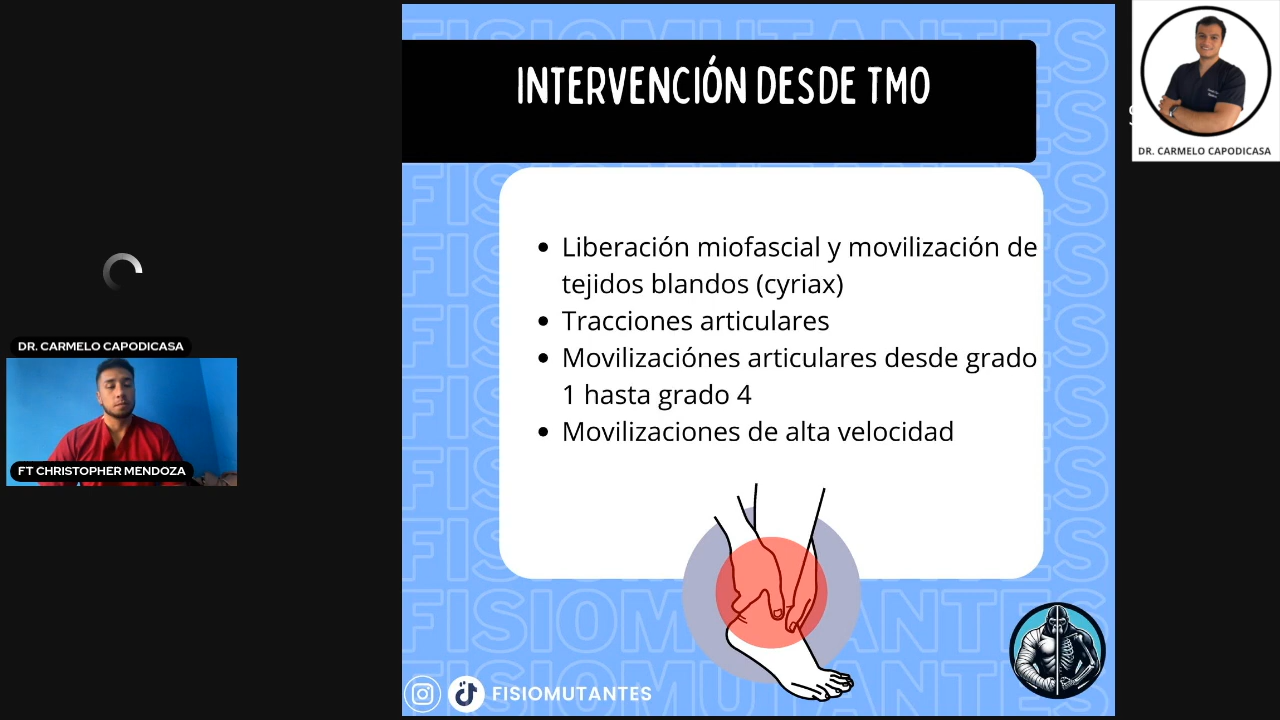 INTERVENCIÓN DESDE TMO
DR. CARMELO CAPODICASA
Liberación miofascial y movilización de
tejidos blandos (cyriax)
Tracciones articulares
Movilizaciónes articulares desde grado
1 hasta grado 4
Movilizaciones de alta velocidad
DR. CARMELO CAPODICASA
FT CHRISTOPHER MENDOZA
FISIOMUTANTES
FISIOMUTANTES